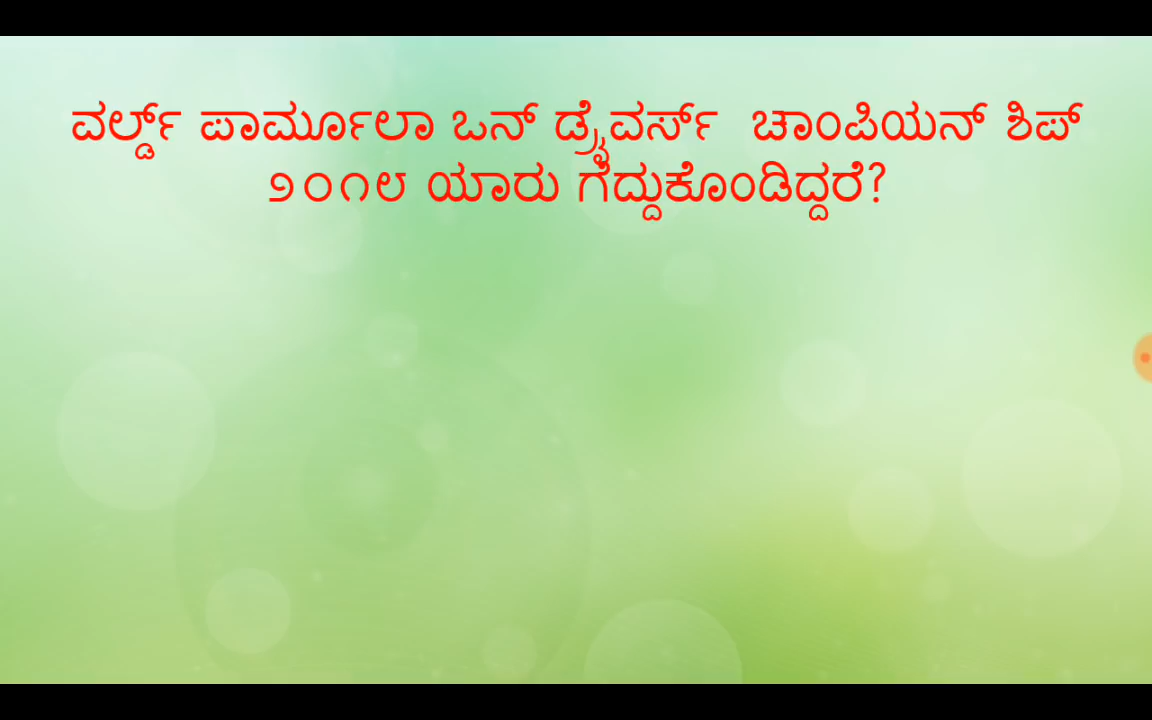 ವರ್ಲ್ಡ್ ಪಾರ್ಮೂಲಾ ಒನ್ ಡ್ರೈವರ್ಸ್ ಚಾಂಪಿಯನ್ ಶಿಪ್
೨೦೧೮ ಯಾರು ಗೆದ್ದುಕೊಂಡಿದ್ದರೆ?